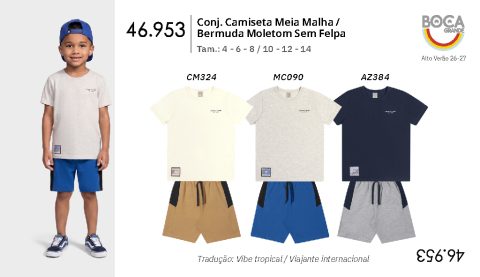 46.953
Conj. Camiseta Meia Malha /
Bermuda Moletom Sem Felpa
Tam.: 4 - 6 - 8 / 10 - 12 - 14
BOCA
GRANDE
Alto Verão 26-27
CM324
MC090
AZ384
Tradução: Vibe tropical / Viajante internacional
46.953